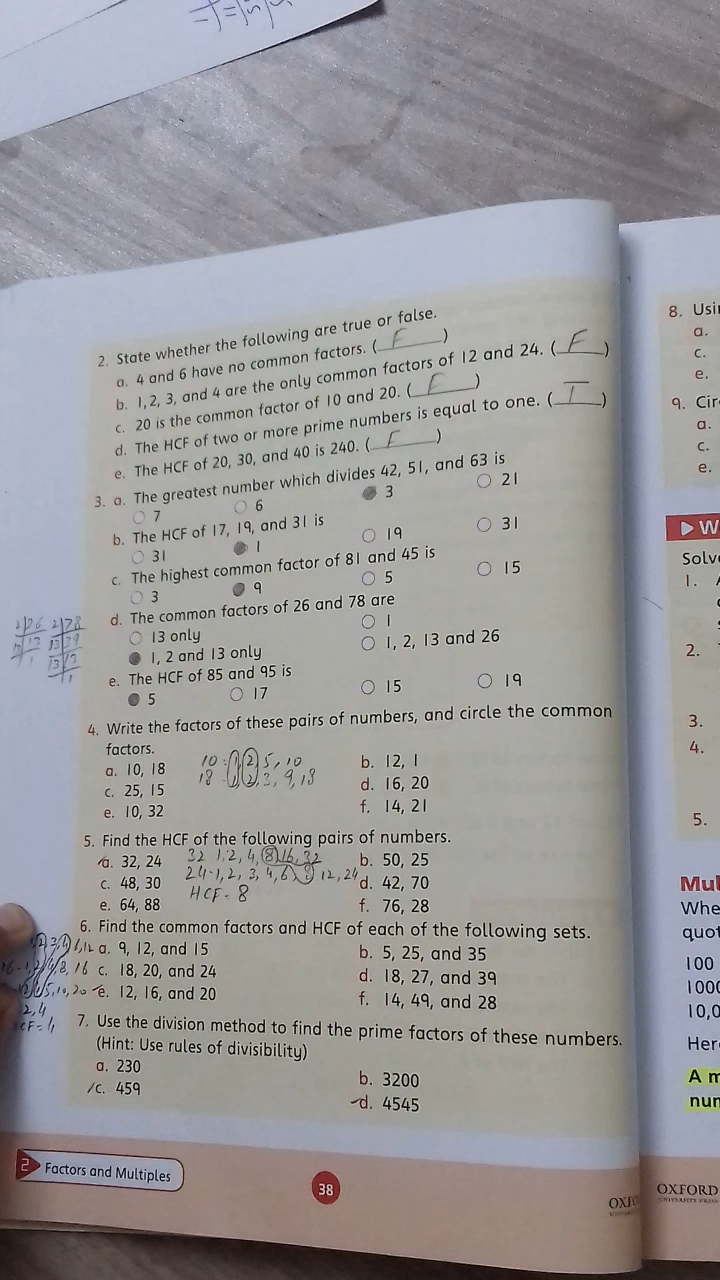 2. State whether the following are true or false.
a. 4 and 6 have no common factors. ( F )
b. 1, 2, 3, and 4 are the only common factors of 12 and 24. ( F )
c. 20 is the common factor of 10 and 20. ( F )
d. The HCF of two or more prime numbers is equal to one. ( T )
e. The HCF of 20, 30, and 40 is 240. ( F )
3. a. The greatest number which divides 42, 51, and 63 is
7 6 3 21
b. The HCF of 17, 19, and 31 is
31 1 19 31
c. The highest common factor of 81 and 45 is
3 9 5 15
d. The common factors of 26 and 78 are
13 only 1
1, 2 and 13 only 1, 2, 13 and 26
e. The HCF of 85 and 95 is
5 17 15 19
4. Write the factors of these pairs of numbers, and circle the common
factors.
a. 10, 18 10: 1, 2, 5, 10 b. 12, 1
18 1, 2, 3, 9, 18
c. 25, 15 d. 16, 20
e. 10, 32 f. 14, 21
5. Find the HCF of the following pairs of numbers.
a. 32, 24 32 1, 2, 4, 8, 16, 32 b. 50, 25
24. 1, 2, 3, 4, 6, 8 12, 24
c. 48, 30 HCF = 8 d. 42, 70
e. 64, 88 f. 76, 28
6. Find the common factors and HCF of each of the following sets.
a. 9, 12, and 15 b. 5, 25, and 35
c. 18, 20, and 24 d. 18, 27, and 39
e. 12, 16, and 20 f. 14, 49, and 28
2, 4
CF = 4
7. Use the division method to find the prime factors of these numbers.
(Hint: Use rules of divisibility)
a. 230 b. 3200
c. 459 d. 4545
2 Factors and Multiples
38
8. Usi
a.
c.
e.
9. Cir
a.
c.
e.
W
Solv
1.
2.
3.
4.
5.
Mul
Whe
quot
100
1000
10,0
Her
A m
nur
OXFORD